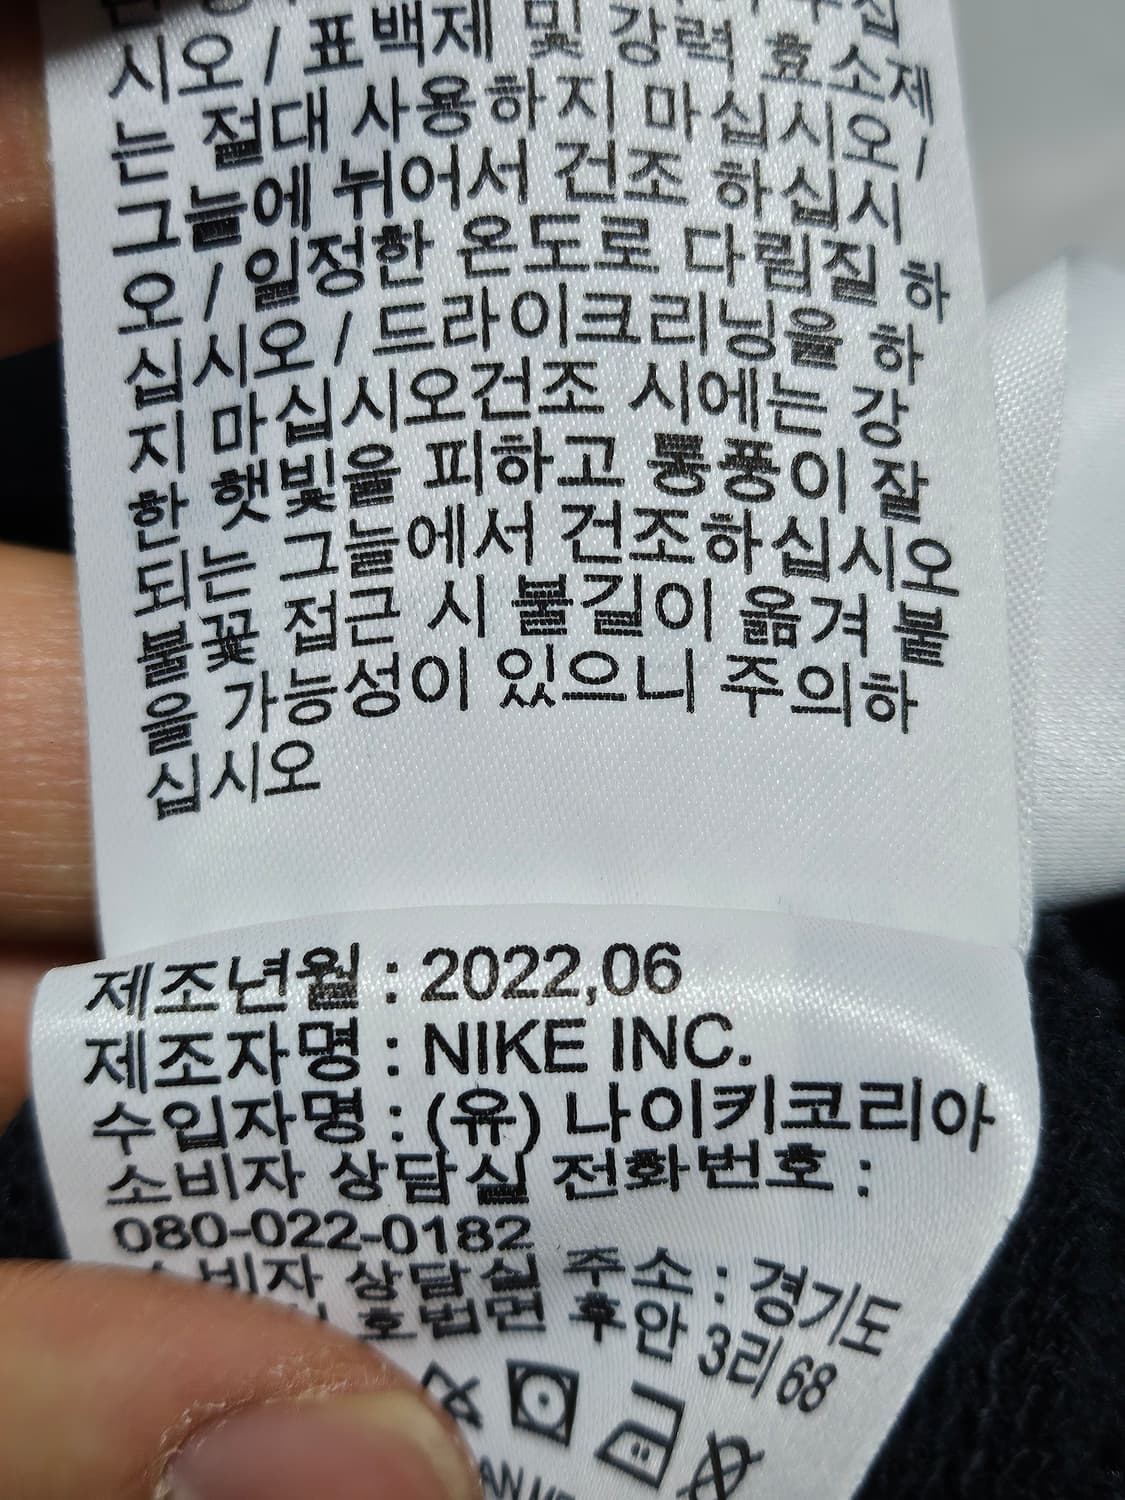 시오 / 표백제 및 강력 효소제
는 절대 사용하지 마십시오 /
그늘에 뉘어서 건조 하십시
오 / 일정한 온도로 다림질 하
십시오 / 드라이크리닝을 하
지 마십시오건조 시에는 강
한 햇빛을 피하고 통풍이 잘
되는 그늘에서 건조하십시오
불꽃 접근 시 불길이 옮겨 붙
을 가능성이 있으니 주의하
십시오
제조년월 : 2022,06
제조자명 : NIKE INC.
수입자명 : (유) 나이키코리아
소비자 상담실 전화번호 :
080-022-0182
소비자 상담실 주소 : 경기도
호법면 후안 3리 68